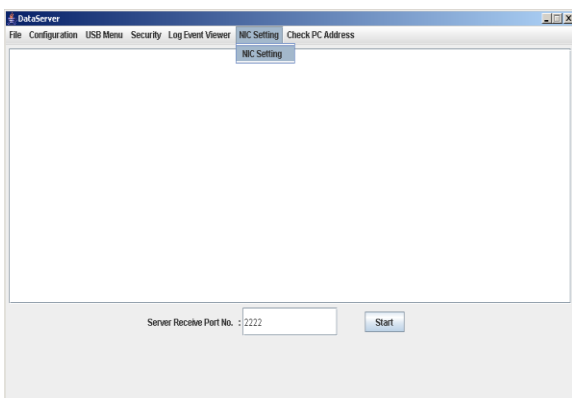 DataServer
File Configuration USB Menu Security Log Event Viewer NIC Setting Check PC Address
NIC Setting
Server Receive Port No. : 2222 Start